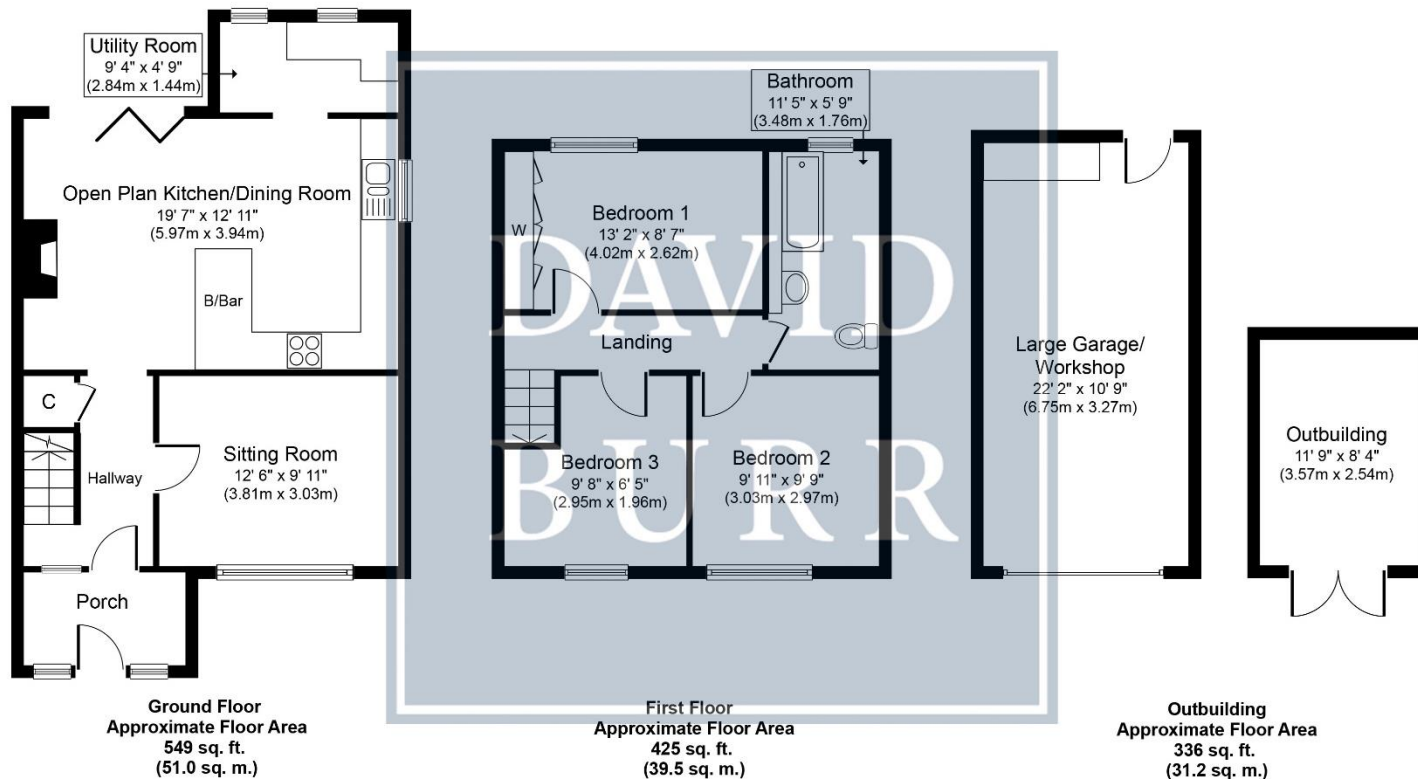 Utility Room
9' 4" x 4' 9"
(2.84m x 1.44m)
Open Plan Kitchen/Dining Room
19' 7" x 12' 11"
(5.97m x 3.94m)
B/Bar
C
Hallway
Sitting Room
12' 6" x 9' 11"
(3.81m x 3.03m)
Porch
Ground Floor
Approximate Floor Area
549 sq. ft.
(51.0 sq. m.)
Bathroom
11' 5" x 5' 9"
(3.48m x 1.76m)
W
Bedroom 1
13' 2" x 8' 7"
(4.02m x 2.62m)
DAVID
BURR
Landing
Bedroom 3
9' 8" x 6' 5"
(2.95m x 1.96m)
Bedroom 2
9' 11" x 9' 9"
(3.03m x 2.97m)
First Floor
Approximate Floor Area
425 sq. ft.
(39.5 sq. m.)
Large Garage/
Workshop
22' 2" x 10' 9"
(6.75m x 3.27m)
Outbuilding
11' 9" x 8' 4"
(3.57m x 2.54m)
Outbuilding
Approximate Floor Area
336 sq. ft.
(31.2 sq. m.)